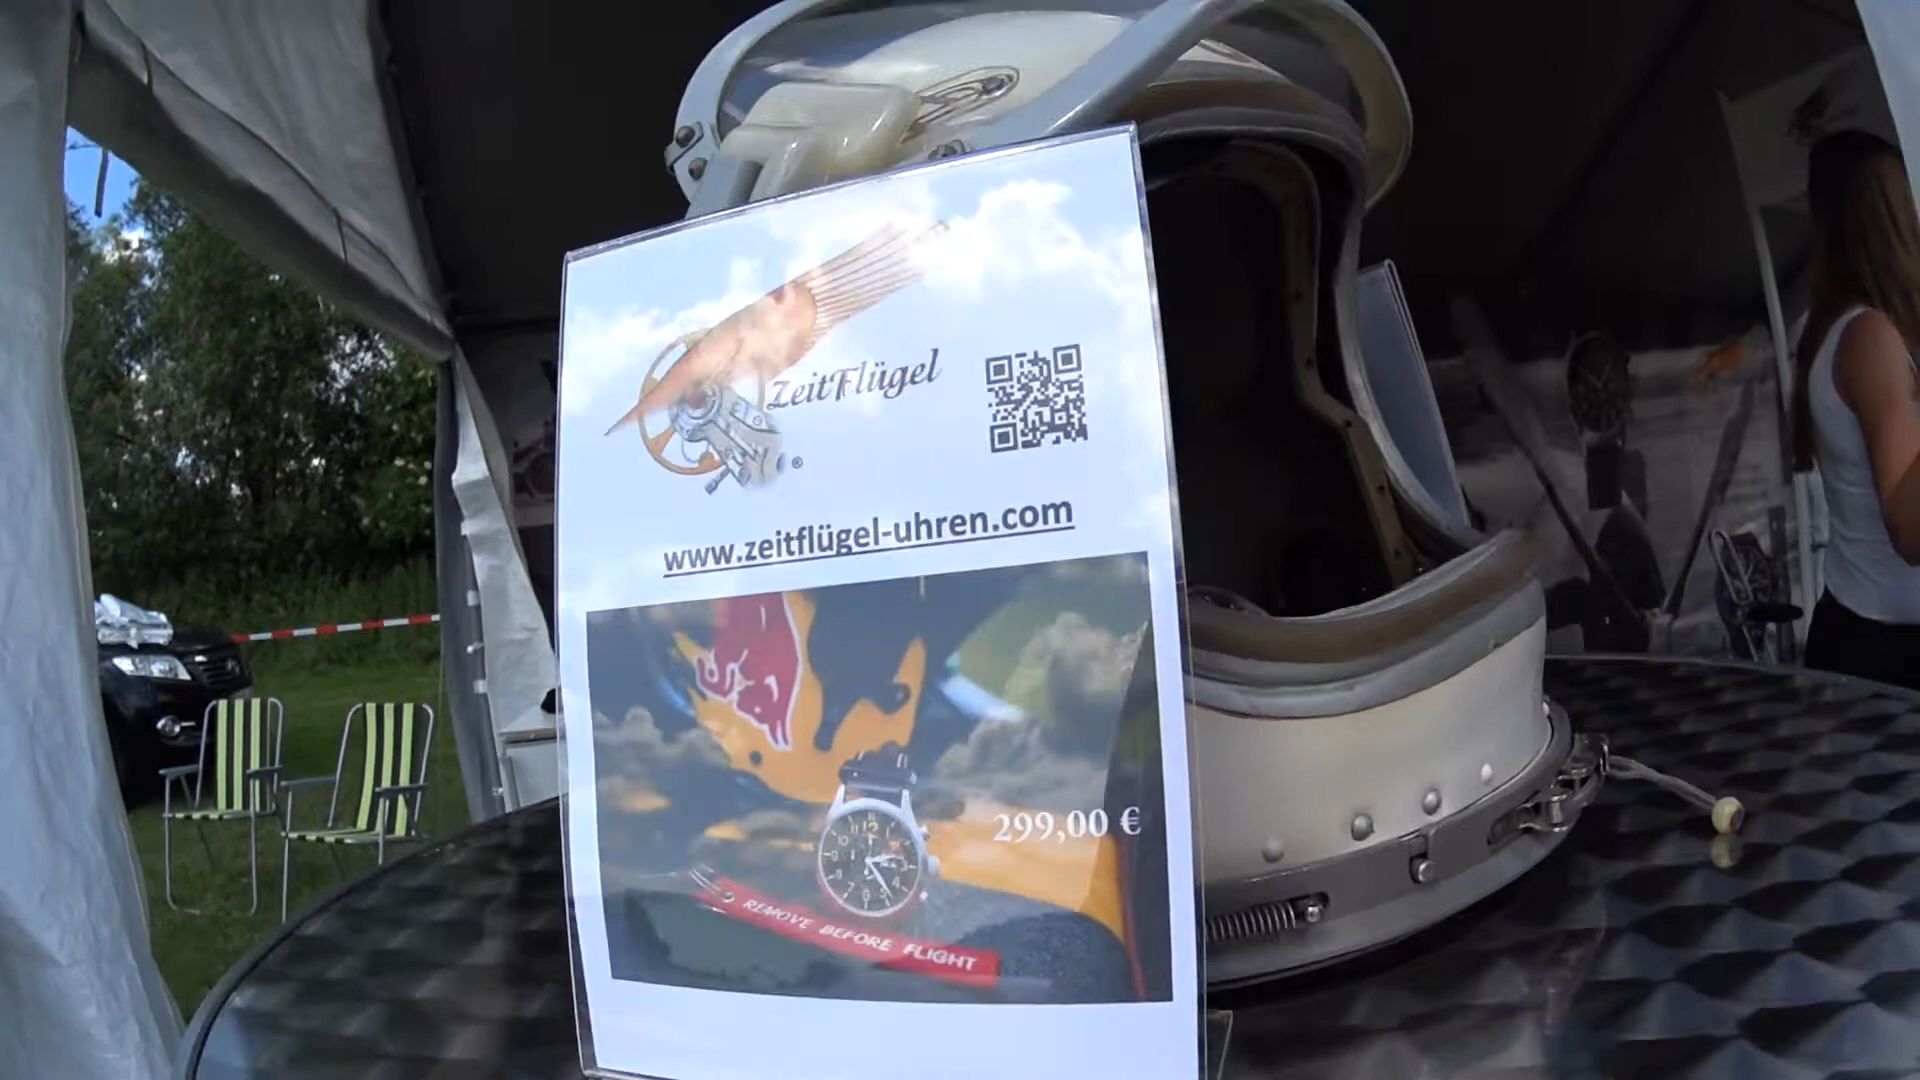 ZeitFlügel
®
www.zeitflügel-uhren.com
299,00 €
REMOVE BEFORE FLIGHT